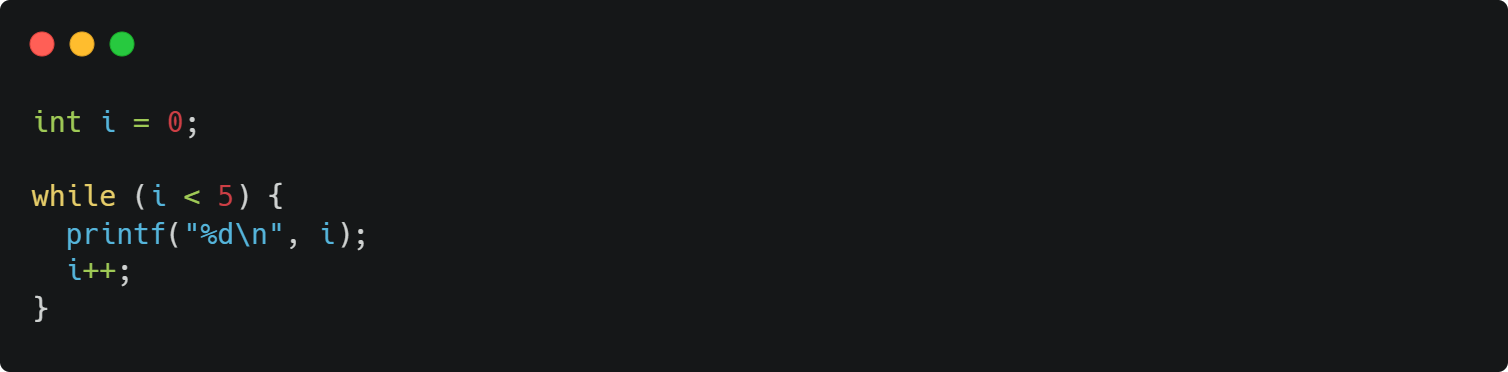 int i = 0;

while (i < 5) {
  printf("%d\n", i);
  i++;
}